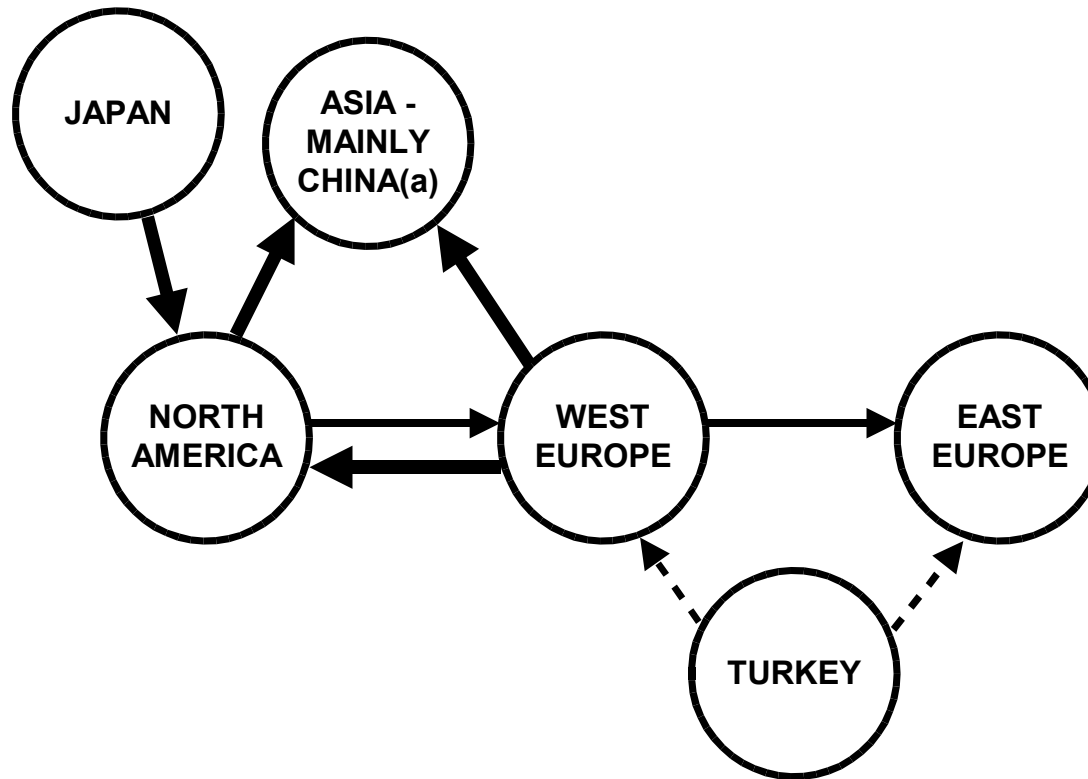 JAPAN
ASIA -
MAINLY
CHINA(a)
NORTH
AMERICA
WEST
EUROPE
EAST
EUROPE
TURKEY